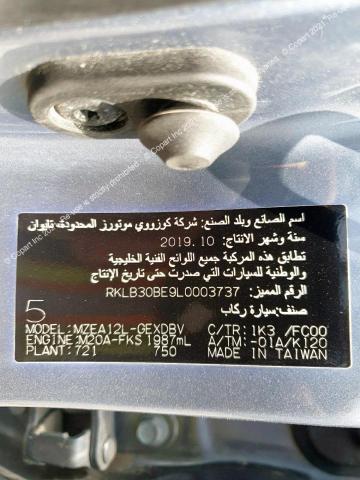 اسم الصانع وبلد الصنع: شركة كوزووي موتورز المحدودة- تايوان
سنة وشهر الانتاج: 2019.10
تطابق هذه المركبة جميع اللوائح الفنية الخليجية
والوطنية للسيارات التي صدرت حتى تاريخ الإنتاج
الرقم المميز: RKLB30BE9L0003737
صنف: سيارة ركاب
5
MODEL: MZEA12L-GEXDBV C/TR: 1K3 /FC00
ENGINE: M20A-FKS 1987mL A/TM: -01A/K120
PLANT: 721 750 MADE IN TAIWAN